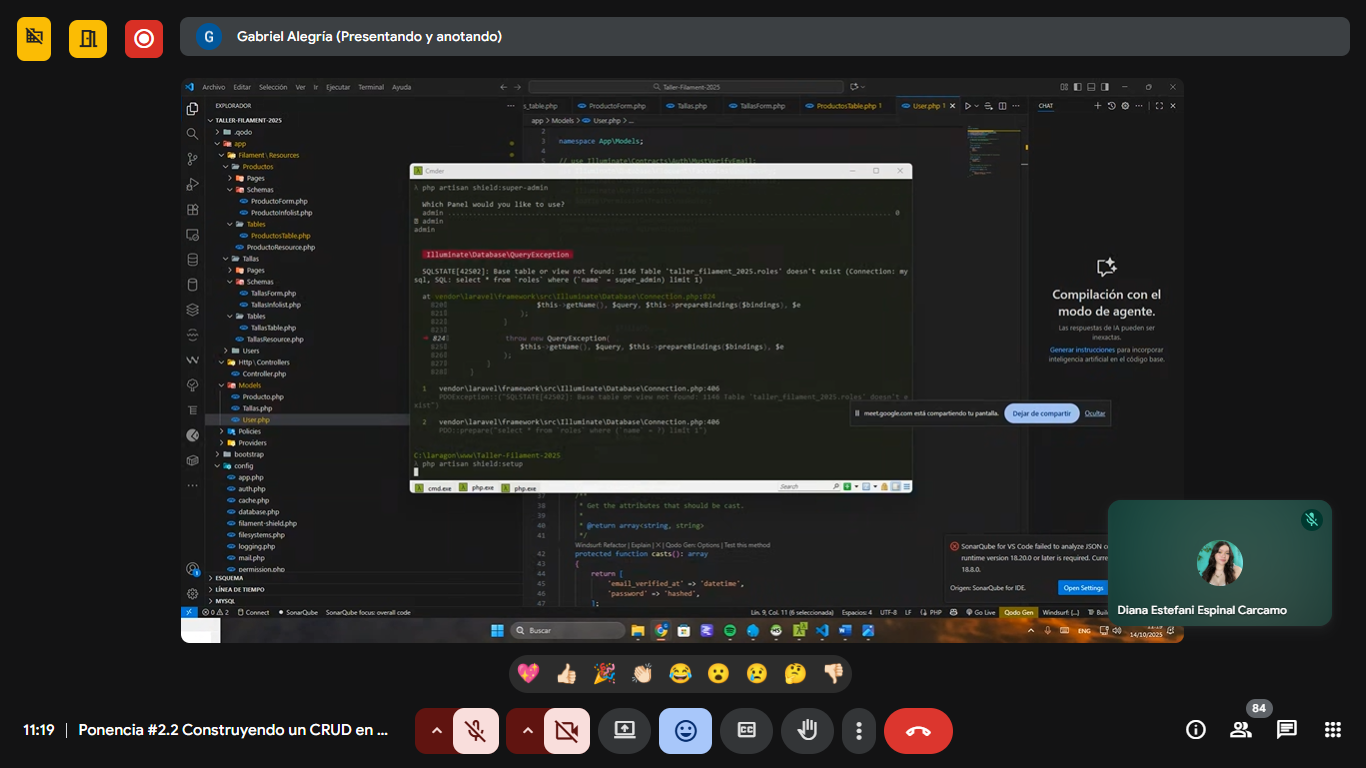 G Gabriel Alegría (Presentando y anotando)
Archivo Editar Selección Ver Ir Ejecutar Terminal Ayuda
Taller-Filament-2025
EXPLORADOR
s_table.php ProductoForm.php Tallas.php TallasForm.php ProductosTable.php 1 User.php 1
CHAT
TALLER-FILAMENT-2025
.qodo
app
Filament\Resources
Productos
Pages
Schemas
ProductoForm.php
ProductoInfolist.php
Tables
ProductosTable.php
ProductoResource.php
Tallas
Pages
Schemas
TallasForm.php
TallasInfolist.php
Tables
TallasTable.php
TallasResource.php
Users
Http\Controllers
Controller.php
Models
Producto.php
Tallas.php
User.php
Policies
Providers
bootstrap
config
app.php
auth.php
cache.php
database.php
filament-shield.php
filesystems.php
logging.php
mail.php
permission.php
ESQUEMA
LÍNEA DE TIEMPO
MYSQL
app > Models > User.php > ...
2
3 namespace App\Models;
4
5 // use Illuminate\Contracts\Auth\MustVerifyEmail;
Cmder
λ php artisan shield:super-admin
Which Panel would you like to use?
admin 0
admin
admin
Illuminate\Database\QueryException
SQLSTATE[42S02]: Base table or view not found: 1146 Table 'taller_filament_2025.roles' doesn't exist (Connection: my
sql, SQL: select * from `roles` where (`name` = super_admin) limit 1)
at vendor\laravel\framework\src\Illuminate\Database\Connection.php:824
820 $this->getName(), $query, $this->prepareBindings($bindings), $e
821 );
822 }
823
824 throw new QueryException(
825 $this->getName(), $query, $this->prepareBindings($bindings), $e
826 );
827 }
828 }
1 vendor\laravel\framework\src\Illuminate\Database\Connection.php:406
PDOException::("SQLSTATE[42S02]: Base table or view not found: 1146 Table 'taller_filament_2025.roles' doesn't e
xist")
2 vendor\laravel\framework\src\Illuminate\Database\Connection.php:406
PDO::prepare("select * from `roles` where (`name` = ?) limit 1")
C:\laragon\www\Taller-Filament-2025
λ php artisan shield:setup
cmd.exe php.exe php.exe
Search
37 /**
38 * Get the attributes that should be cast.
39 *
40 * @return array<string, string>
41 */
Windsurf: Refactor | Explain | X | Qodo Gen: Options | Test this method
42 protected function casts(): array
43 {
44 return [
45 'email_verified_at' => 'datetime',
46 'password' => 'hashed',
47 ];
Compilación con el
modo de agente.
Las respuestas de IA pueden ser
inexactas.
Generar instrucciones para incorporar
inteligencia artificial en el código base.
meet.google.com está compartiendo tu pantalla. Dejar de compartir Ocultar
SonarQube for VS Code failed to analyze JSON c
runtime version 18.20.0 or later is required. Curre
18.8.0.
Origen: SonarQube for IDE. Open Settings
0 2 Connect SonarQube SonarQube focus: overall code
Lín. 9, Col. 11 (6 seleccionada) Espacios: 4 UTF-8 LF PHP Go Live Qodo Gen Windsurf: {...}
Buscar
ENG
14/10/2025
Diana Estefani Espinal Carcamo
11:19 | Ponencia #2.2 Construyendo un CRUD en ...
84